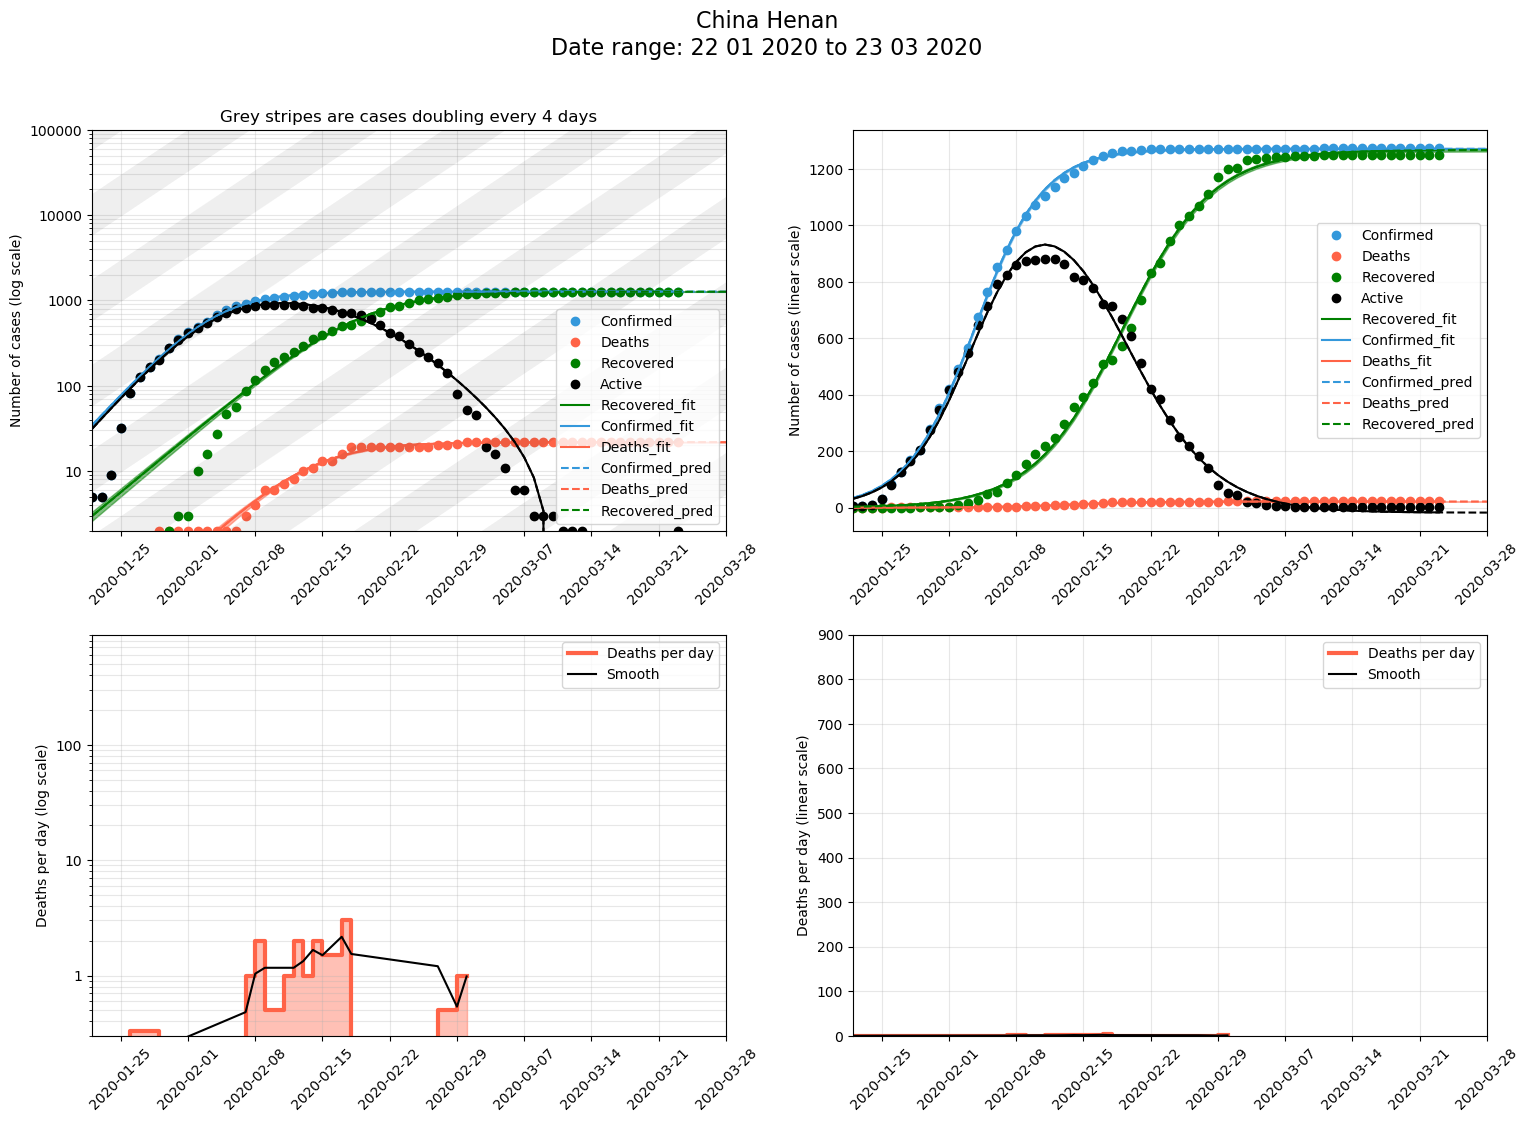 China Henan
Date range: 22 01 2020 to 23 03 2020
Grey stripes are cases doubling every 4 days
Number of cases (log scale)
100000
10000
1000
100
10
Confirmed
Deaths
Recovered
Active
Recovered_fit
Confirmed_fit
Deaths_fit
Confirmed_pred
Deaths_pred
Recovered_pred
2020-01-25
2020-02-01
2020-02-08
2020-02-15
2020-02-22
2020-02-29
2020-03-07
2020-03-14
2020-03-21
2020-03-28
Number of cases (linear scale)
1200
1000
800
600
400
200
0
Confirmed
Deaths
Recovered
Active
Recovered_fit
Confirmed_fit
Deaths_fit
Confirmed_pred
Deaths_pred
Recovered_pred
2020-01-25
2020-02-01
2020-02-08
2020-02-15
2020-02-22
2020-02-29
2020-03-07
2020-03-14
2020-03-21
2020-03-28
Deaths per day (log scale)
100
10
1
Deaths per day
Smooth
2020-01-25
2020-02-01
2020-02-08
2020-02-15
2020-02-22
2020-02-29
2020-03-07
2020-03-14
2020-03-21
2020-03-28
Deaths per day (linear scale)
900
800
700
600
500
400
300
200
100
0
Deaths per day
Smooth
2020-01-25
2020-02-01
2020-02-08
2020-02-15
2020-02-22
2020-02-29
2020-03-07
2020-03-14
2020-03-21
2020-03-28